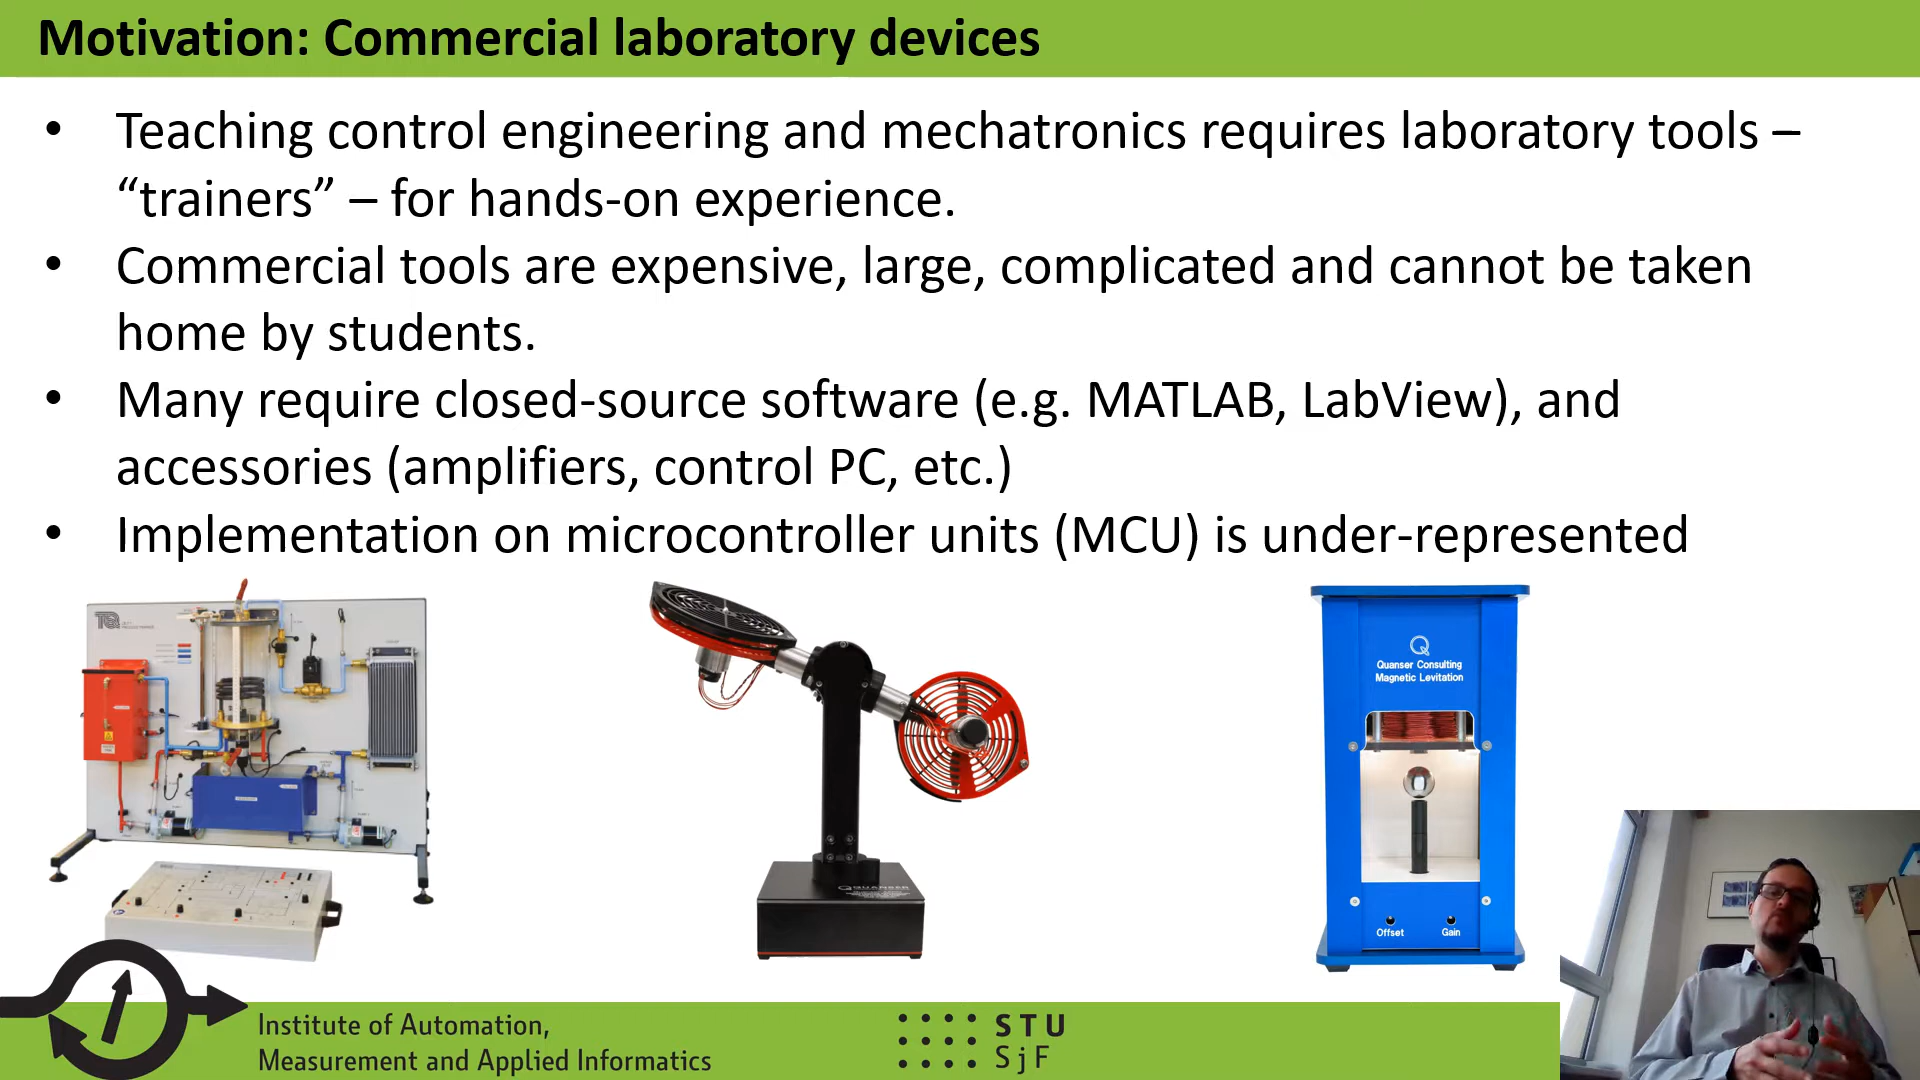 Motivation: Commercial laboratory devices
• Teaching control engineering and mechatronics requires laboratory tools –
“trainers” – for hands-on experience.
• Commercial tools are expensive, large, complicated and cannot be taken
home by students.
• Many require closed-source software (e.g. MATLAB, LabView), and
accessories (amplifiers, control PC, etc.)
• Implementation on microcontroller units (MCU) is under-represented
Quanser Consulting
Magnetic Levitation
QUANSER
Offset Gain
Institute of Automation,
Measurement and Applied Informatics
STU
SjF